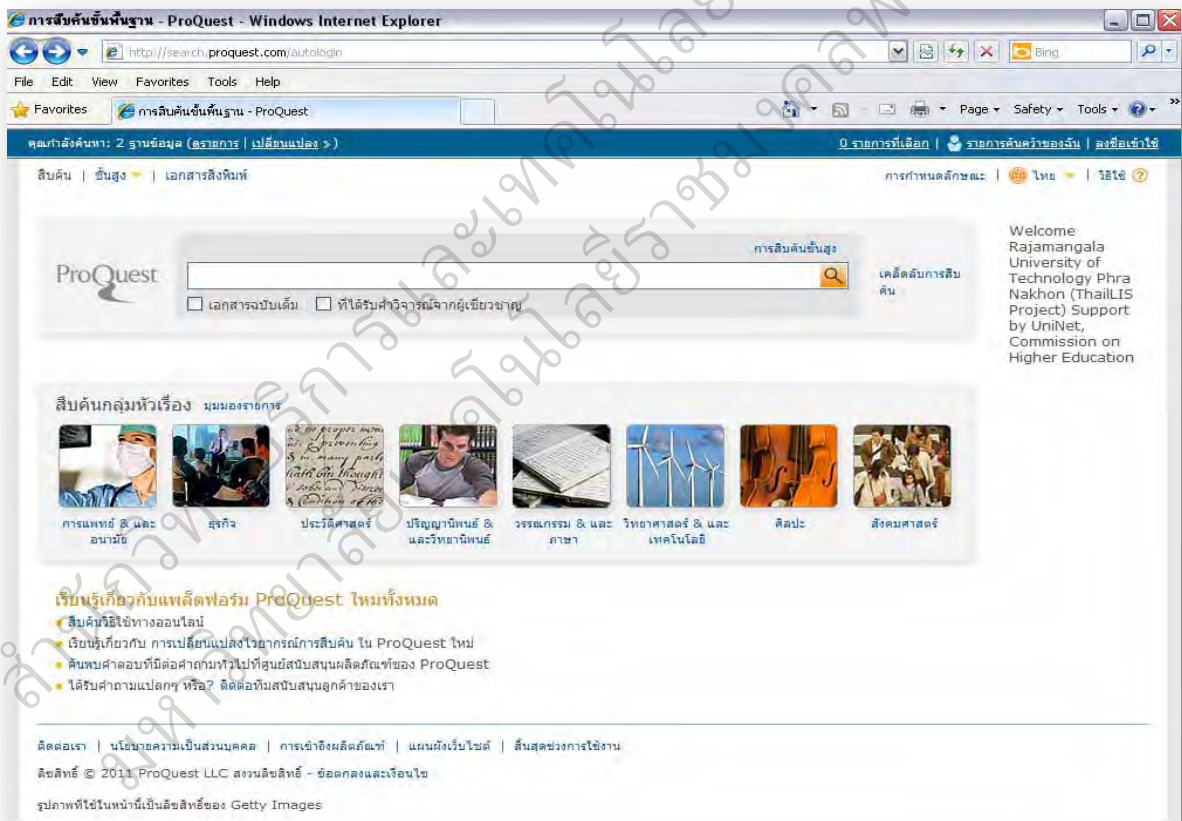 การสืบค้นขั้นพื้นฐาน - ProQuest - Windows Internet Explorer
http://search.proquest.com/autologin
Bing
File Edit View Favorites Tools Help
Favorites การสืบค้นขั้นพื้นฐาน - ProQuest Page Safety Tools
คุณกำลังค้นหา: 2 ฐานข้อมูล (ดูรายการ | เปลี่ยนแปลง >) 0 รายการที่เลือก | รายการค้นคว้าของฉัน | ลงชื่อเข้าใช้
สืบค้น | ขั้นสูง | เอกสารสิ่งพิมพ์ การกำหนดลักษณะ | ไทย | วิธีใช้
การสืบค้นขั้นสูง
ProQuest
เคล็ดลับการสืบ
ค้น
เอกสารฉบับเต็ม ที่ได้รับคำวิจารณ์จากผู้เชี่ยวชาญ
Welcome
Rajamangala
University of
Technology Phra
Nakhon (ThailLIS
Project) Support
by UniNet,
Commission on
Higher Education
สืบค้นกลุ่มหัวเรื่อง มุมมองรายการ
การแพทย์ & และ
อนามัย
ธุรกิจ
ประวัติศาสตร์
ปริญญานิพนธ์ &
และวิทยานิพนธ์
วรรณกรรม & และ
ภาษา
วิทยาศาสตร์ & และ
เทคโนโลยี
ศิลปะ
สังคมศาสตร์
เรียนรู้เกี่ยวกับแพล็ตฟอร์ม ProQuest ใหม่ทั้งหมด
สืบค้นวิธีใช้ทางออนไลน์
เรียนรู้เกี่ยวกับ การเปลี่ยนแปลงไวยากรณ์การสืบค้น ใน ProQuest ใหม่
ค้นพบคำตอบที่มีต่อคำถามทั่วไปที่ศูนย์สนับสนุนผลิตภัณฑ์ของ ProQuest
ได้รับคำถามแปลกๆ หรือ? ติดต่อทีมสนับสนุนลูกค้าของเรา
ติดต่อเรา | นโยบายความเป็นส่วนบุคคล | การเข้าถึงผลิตภัณฑ์ | แผนผังเว็บไซต์ | สิ้นสุดช่วงการใช้งาน
ลิขสิทธิ์ © 2011 ProQuest LLC สงวนลิขสิทธิ์ - ข้อตกลงและเงื่อนไข
รูปภาพที่ใช้ในหน้านี้เป็นลิขสิทธิ์ของ Getty Images